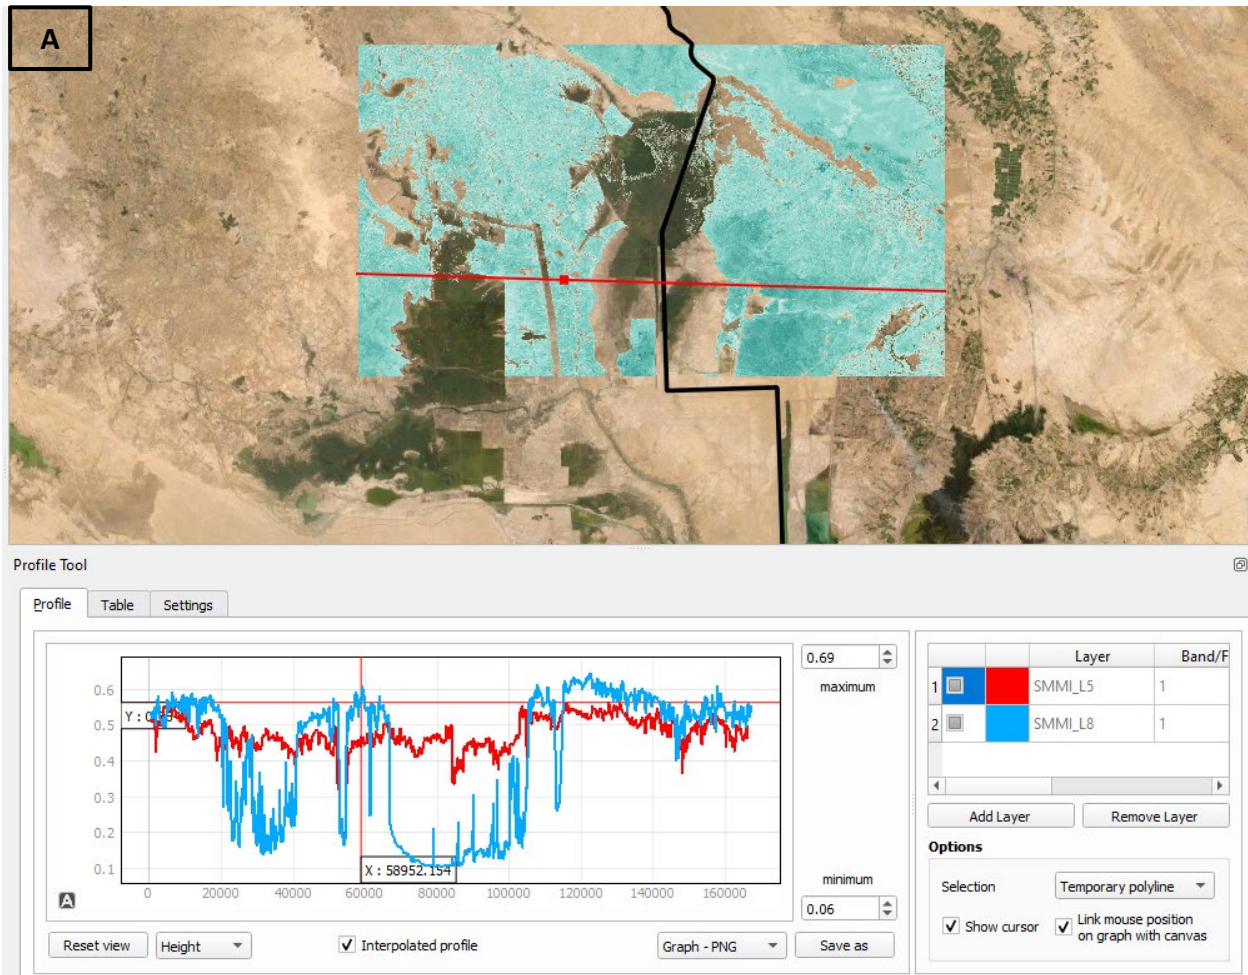 A
Profile Tool
Profile Table Settings
0.69
maximum
0.6
0.5
0.4
0.3
0.2
0.1
X : 58952.154
0 20000 40000 60000 80000 100000 120000 140000 160000
A
minimum
0.06
Reset view Height Interpolated profile Graph - PNG Save as
Layer Band/F
1 SMMI_L5 1
2 SMMI_L8 1
Add Layer Remove Layer
Options
Selection Temporary polyline
Show cursor Link mouse position
on graph with canvas